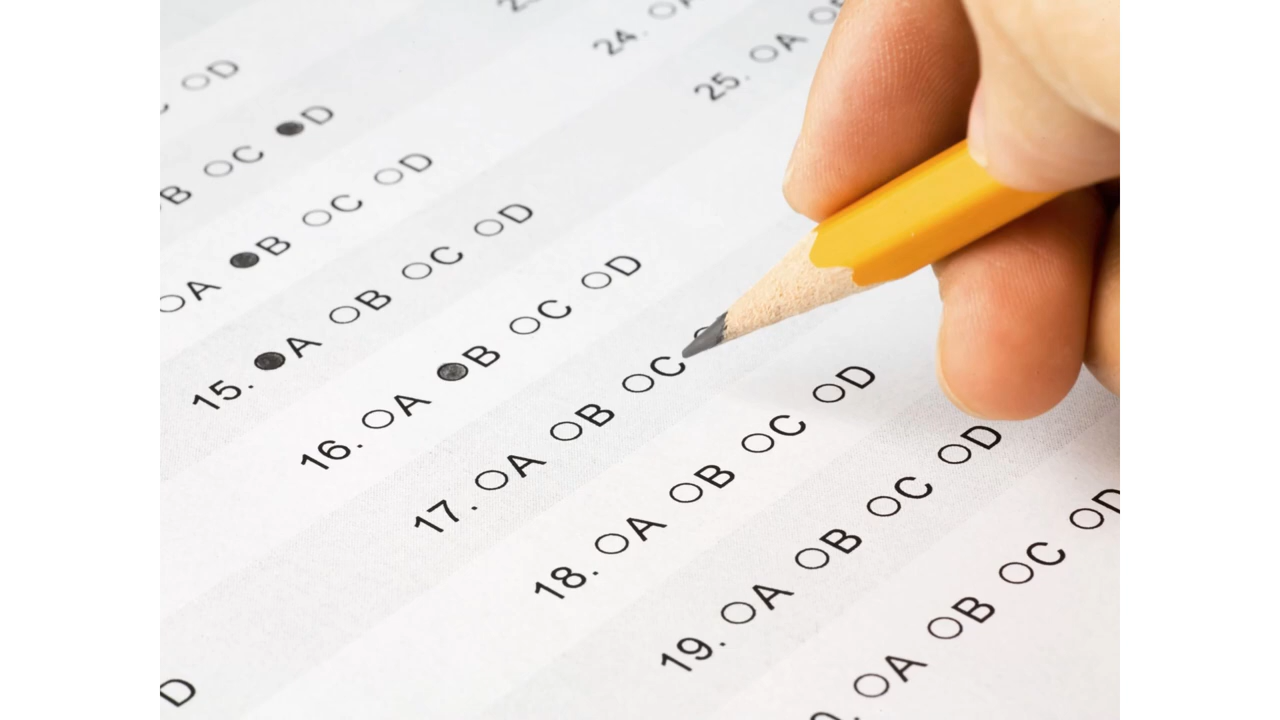 D
B C D
A B C D
15. A B C D
16. A B C D
17. A B C
18. A B C D
19. A B C D
A B C D
24. A
25. A
D